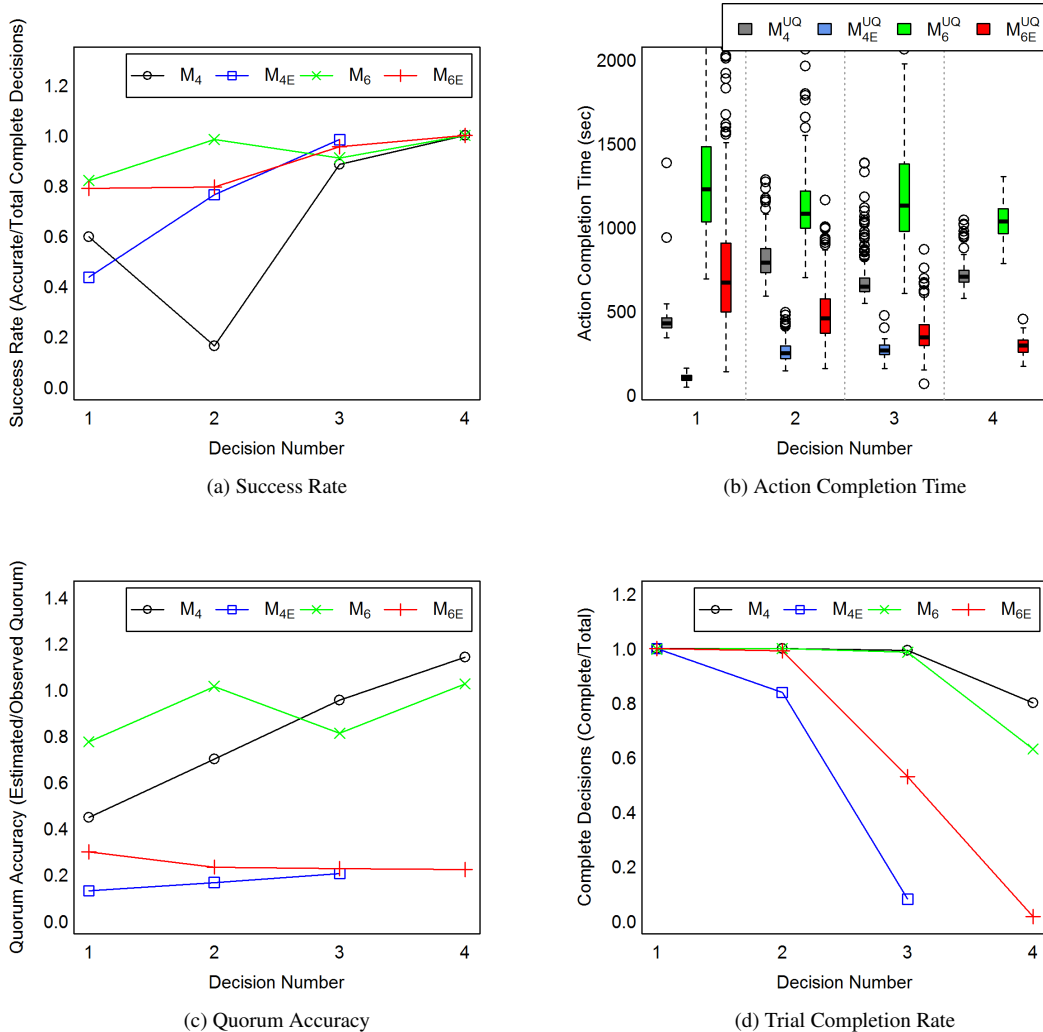 M4 M4E M6 M6E
1.2
1.0
0.8
0.6
0.4
0.2
0.0
Success Rate (Accurate/Total Complete Decisions)
1 2 3 4
Decision Number
(a) Success Rate
M4UQ M4EUQ M6UQ M6EUQ
2000
1500
1000
500
0
Action Completion Time (sec)
1 2 3 4
Decision Number
(b) Action Completion Time
M4 M4E M6 M6E
1.4
1.2
1.0
0.8
0.6
0.4
0.2
0.0
Quorum Accuracy (Estimated/Observed Quorum)
1 2 3 4
Decision Number
(c) Quorum Accuracy
M4 M4E M6 M6E
1.2
1.0
0.8
0.6
0.4
0.2
0.0
Complete Decisions (Complete/Total)
1 2 3 4
Decision Number
(d) Trial Completion Rate